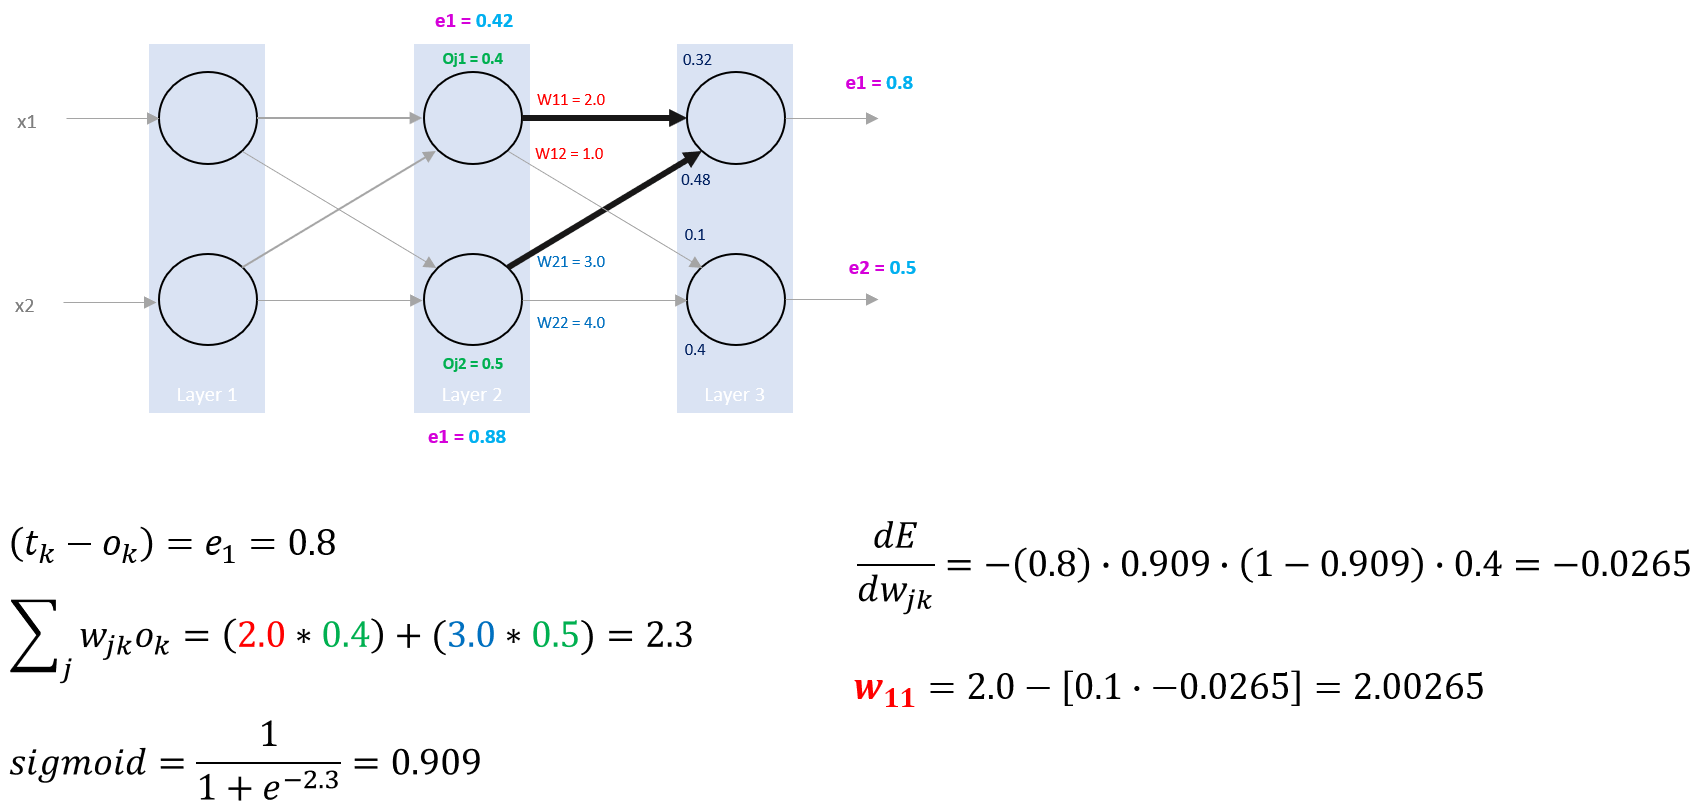 e1 = 0.42
Oj1 = 0.4
0.32
e1 = 0.8
W11 = 2.0
x1
W12 = 1.0
0.48
0.1
W21 = 3.0
e2 = 0.5
x2
W22 = 4.0
0.4
Oj2 = 0.5
Layer 1
Layer 2
Layer 3
e1 = 0.88
(t_k − o_k) = e_1 = 0.8
∑_j w_{jk}o_k = (2.0 * 0.4) + (3.0 * 0.5) = 2.3
sigmoid = \frac{1}{1 + e^{−2.3}} = 0.909
\frac{dE}{dw_{jk}} = −(0.8) · 0.909 · (1 − 0.909) · 0.4 = −0.0265
w_{11} = 2.0 − [0.1 · −0.0265] = 2.00265